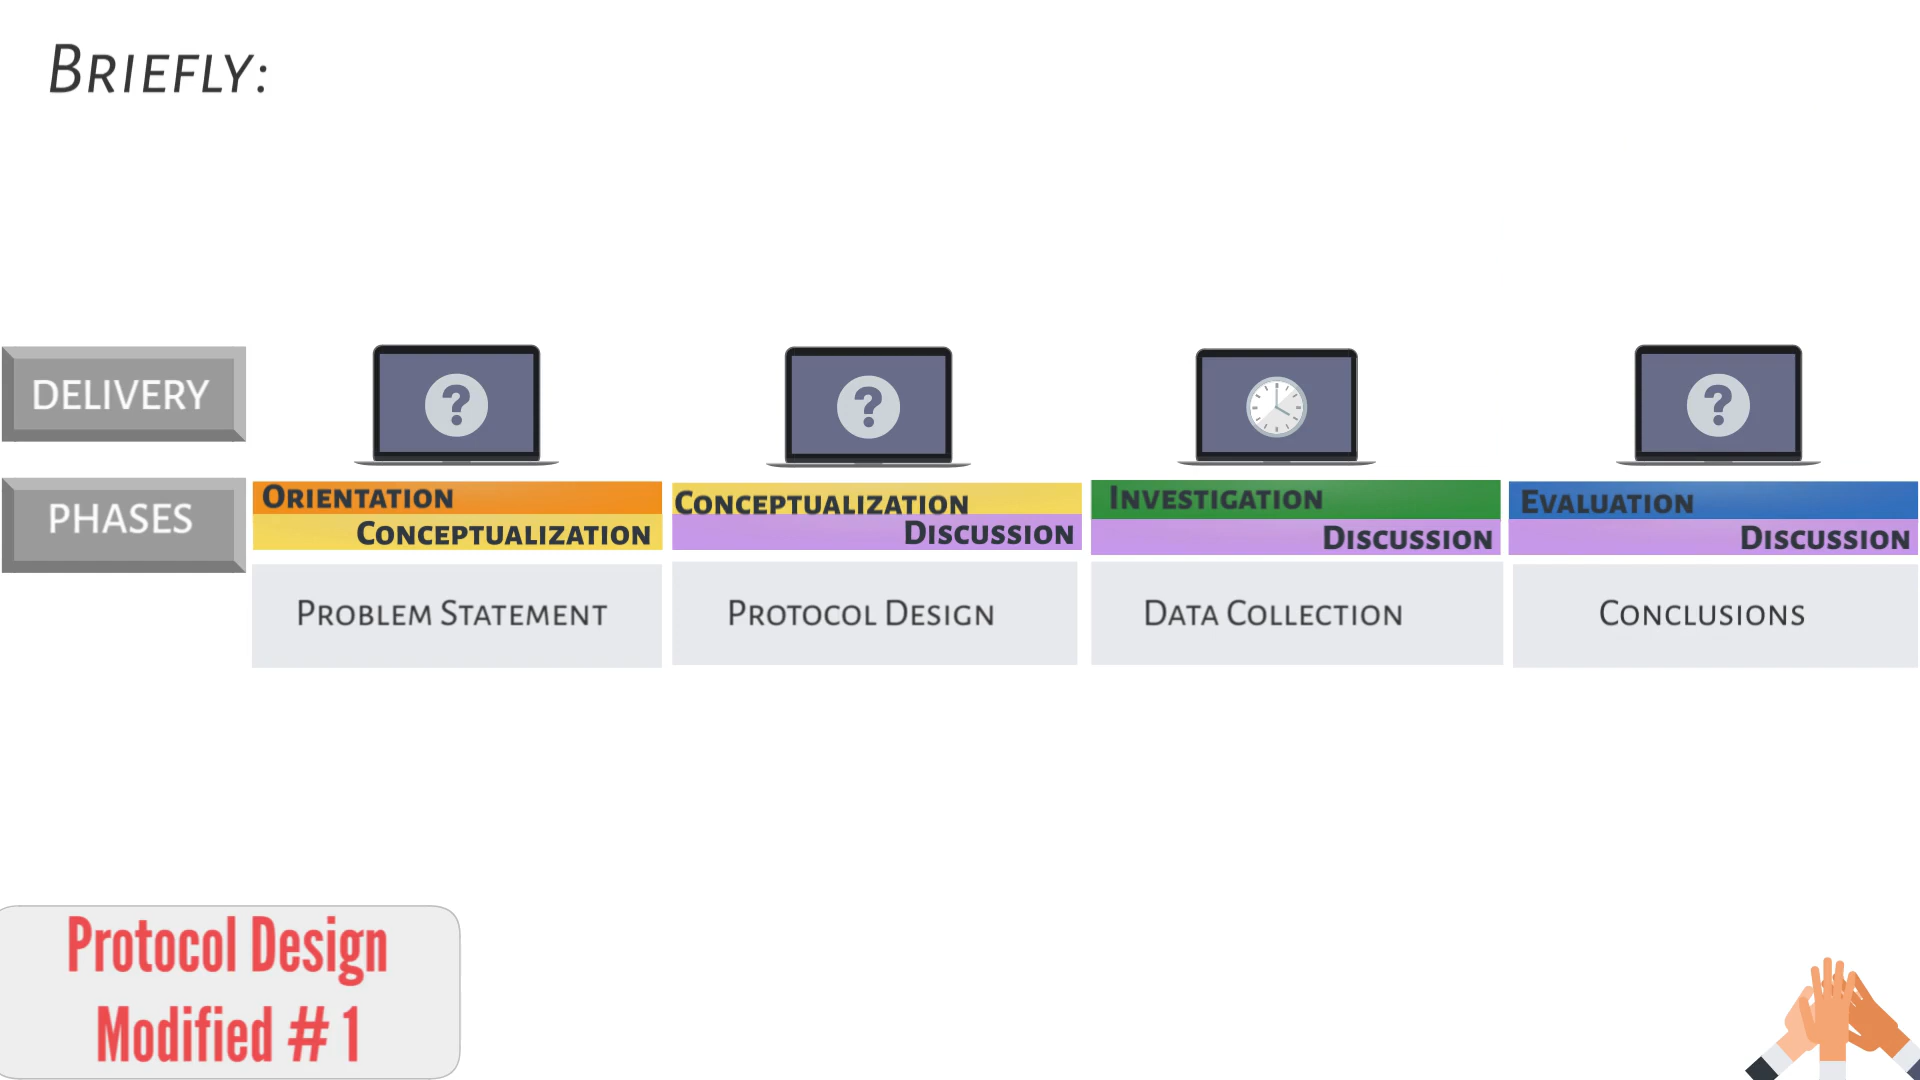 BRIEFLY:
DELIVERY
?
?
?
PHASES
ORIENTATION
CONCEPTUALIZATION
CONCEPTUALIZATION
DISCUSSION
INVESTIGATION
DISCUSSION
EVALUATION
DISCUSSION
PROBLEM STATEMENT
PROTOCOL DESIGN
DATA COLLECTION
CONCLUSIONS
Protocol Design
Modified # 1